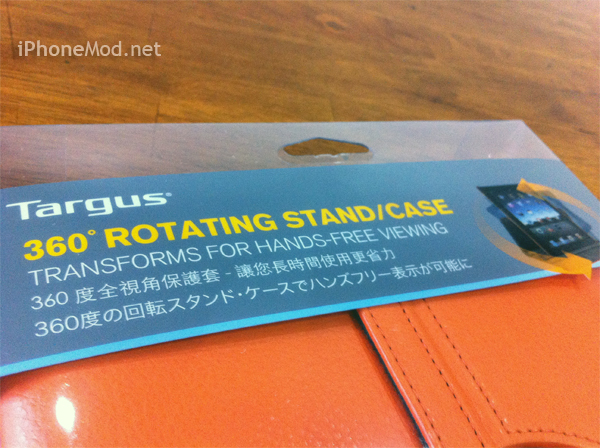 iPhoneMod.net
Targus®
360° ROTATING STAND/CASE
TRANSFORMS FOR HANDS-FREE VIEWING
360 度全視角保護套 - 讓您長時間使用更省力
360度の回転スタンド・ケースでハンズフリー表示が可能に